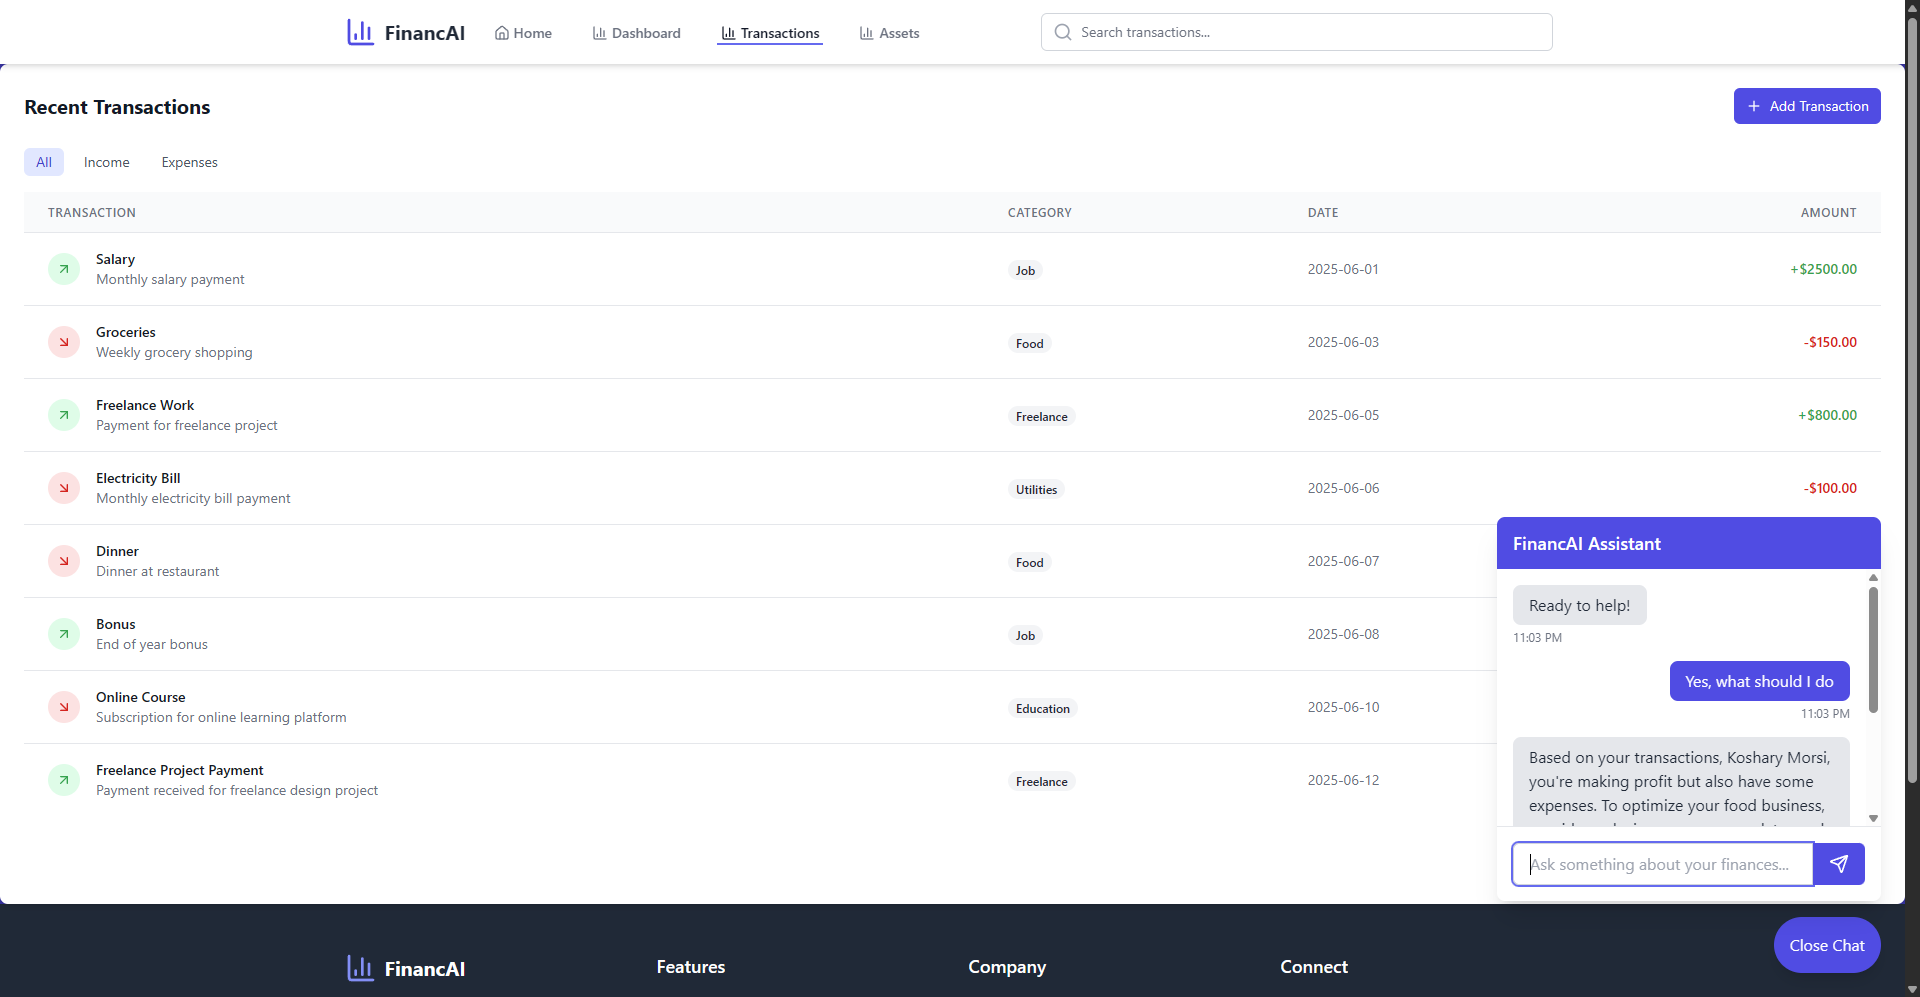 FinancAI
Home
Dashboard
Transactions
Assets
Search transactions...
Recent Transactions
+ Add Transaction
All
Income
Expenses
TRANSACTION CATEGORY DATE AMOUNT
Salary
Monthly salary payment
Job
2025-06-01
+$2500.00
Groceries
Weekly grocery shopping
Food
2025-06-03
-$150.00
Freelance Work
Payment for freelance project
Freelance
2025-06-05
+$800.00
Electricity Bill
Monthly electricity bill payment
Utilities
2025-06-06
-$100.00
Dinner
Dinner at restaurant
Food
2025-06-07
Bonus
End of year bonus
Job
2025-06-08
Online Course
Subscription for online learning platform
Education
2025-06-10
Freelance Project Payment
Payment received for freelance design project
Freelance
2025-06-12
FinancAI Assistant
Ready to help!
11:03 PM
Yes, what should I do
11:03 PM
Based on your transactions, Koshary Morsi,
you're making profit but also have some
expenses. To optimize your food business,
Ask something about your finances...
Close Chat
FinancAI
Features
Company
Connect